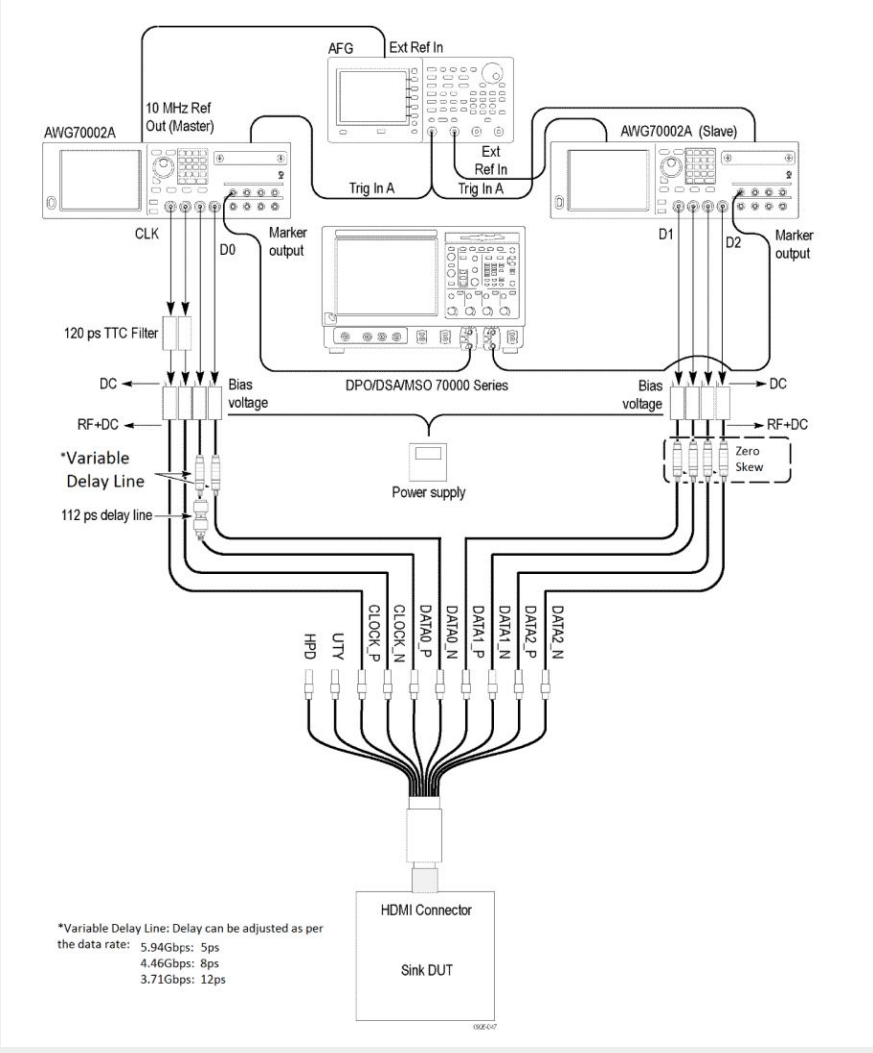 AFG
Ext Ref In
10 MHz Ref
Out (Master)
AWG70002A
AWG70002A (Slave)
Ext
Ref In
Trig In A
Trig In A
CLK
D0
Marker
output
D1
D2
Marker
output
120 ps TTC Filter
DPO/DSA/MSO 70000 Series
DC
Bias
voltage
Bias
voltage
DC
RF+DC
RF+DC
*Variable
Delay Line
Zero
Skew
Power supply
112 ps delay line
HPD
UTY
CLOCK_P
CLOCK_N
DATA0_P
DATA0_N
DATA1_P
DATA1_N
DATA2_P
DATA2_N
HDMI Connector
Sink DUT
*Variable Delay Line: Delay can be adjusted as per
the data rate: 5.94Gbps: 5ps
4.46Gbps: 8ps
3.71Gbps: 12ps